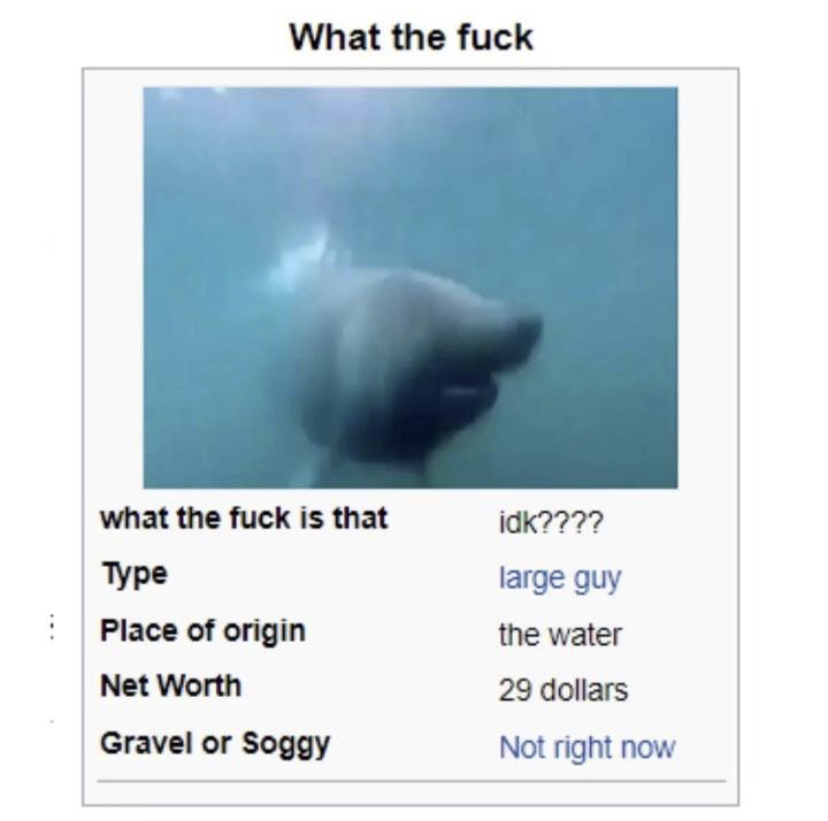 What the fuck
what the fuck is that idk????
Type large guy
Place of origin the water
Net Worth 29 dollars
Gravel or Soggy Not right now